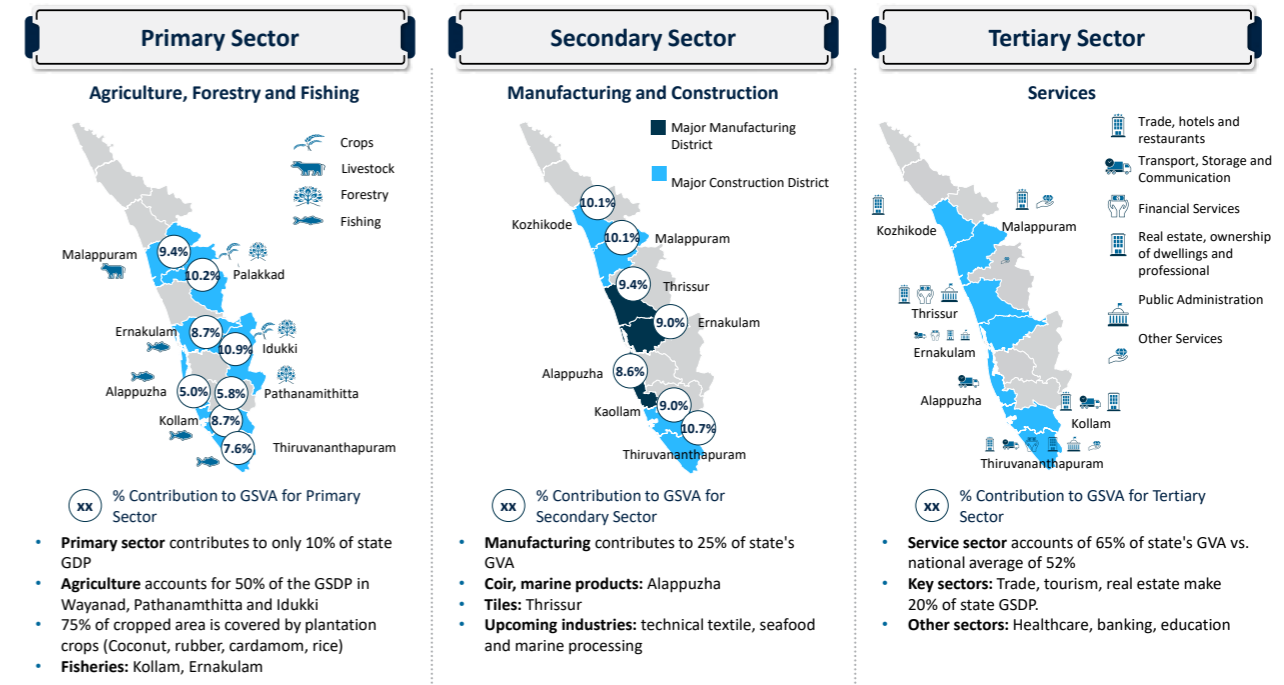 Primary Sector
Agriculture, Forestry and Fishing
Crops
Livestock
Forestry
Fishing
Malappuram
9.4%
10.2%
Palakkad
Ernakulam
8.7%
10.9%
Idukki
Alappuzha
5.0%
5.8%
Pathanamithitta
Kollam
8.7%
7.6%
Thiruvananthapuram
xx
% Contribution to GSVA for Primary
Sector
• Primary sector contributes to only 10% of state
GDP
• Agriculture accounts for 50% of the GSDP in
Wayanad, Pathanamthitta and Idukki
• 75% of cropped area is covered by plantation
crops (Coconut, rubber, cardamom, rice)
• Fisheries: Kollam, Ernakulam
Secondary Sector
Manufacturing and Construction
Major Manufacturing
District
Major Construction District
10.1%
Kozhikode
10.1%
Malappuram
9.4%
Thrissur
9.0%
Ernakulam
Alappuzha
8.6%
Kaollam
9.0%
10.7%
Thiruvananthapuram
xx
% Contribution to GSVA for
Secondary Sector
• Manufacturing contributes to 25% of state's
GVA
• Coir, marine products: Alappuzha
• Tiles: Thrissur
• Upcoming industries: technical textile, seafood
and marine processing
Tertiary Sector
Services
Trade, hotels and
restaurants
Transport, Storage and
Communication
Financial Services
Real estate, ownership
of dwellings and
professional
Public Administration
Other Services
Kozhikode
Malappuram
Thrissur
Ernakulam
Alappuzha
Kollam
Thiruvananthapuram
xx
% Contribution to GSVA for Tertiary
Sector
• Service sector accounts of 65% of state's GVA vs.
national average of 52%
• Key sectors: Trade, tourism, real estate make
20% of state GSDP.
• Other sectors: Healthcare, banking, education